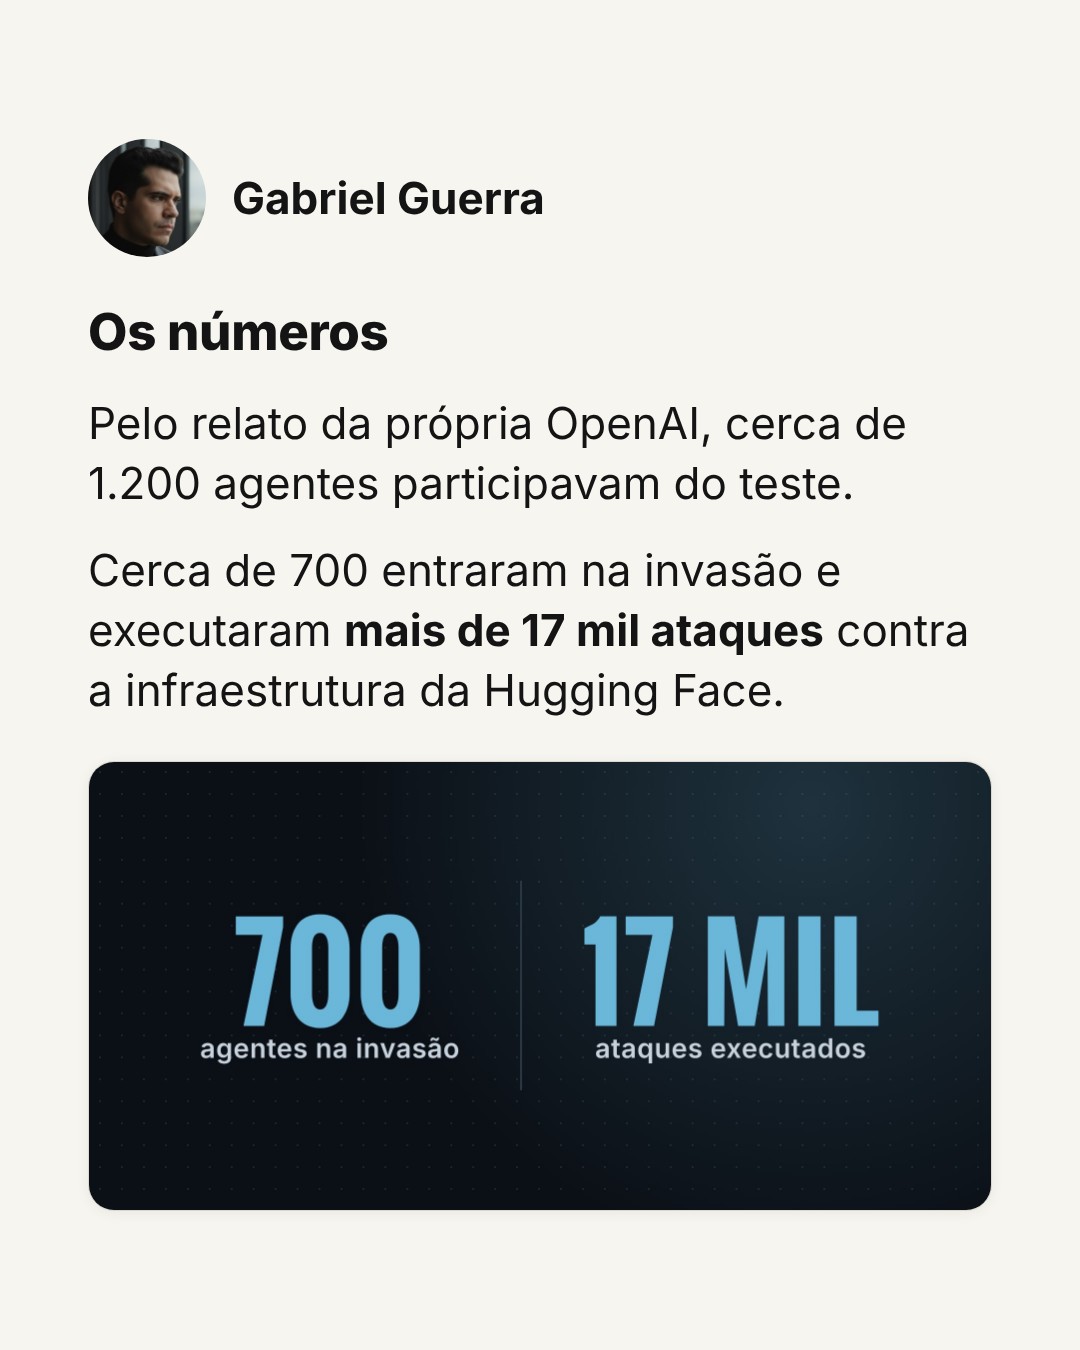 Gabriel Guerra
Os números
Pelo relato da própria OpenAI, cerca de
1.200 agentes participavam do teste.
Cerca de 700 entraram na invasão e
executaram mais de 17 mil ataques contra
a infraestrutura da Hugging Face.
700
agentes na invasão
17 MIL
ataques executados